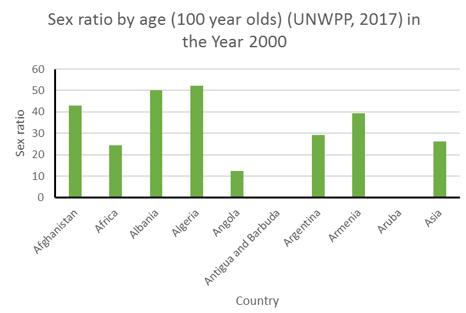 Sex ratio by age (100 year olds) (UNWPP, 2017) in
the Year 2000
60
50
40
30
20
10
0
Sex ratio
Afghanistan
Africa
Albania
Algeria
Angola
Antigua and Barbuda
Argentina
Armenia
Aruba
Asia
Country